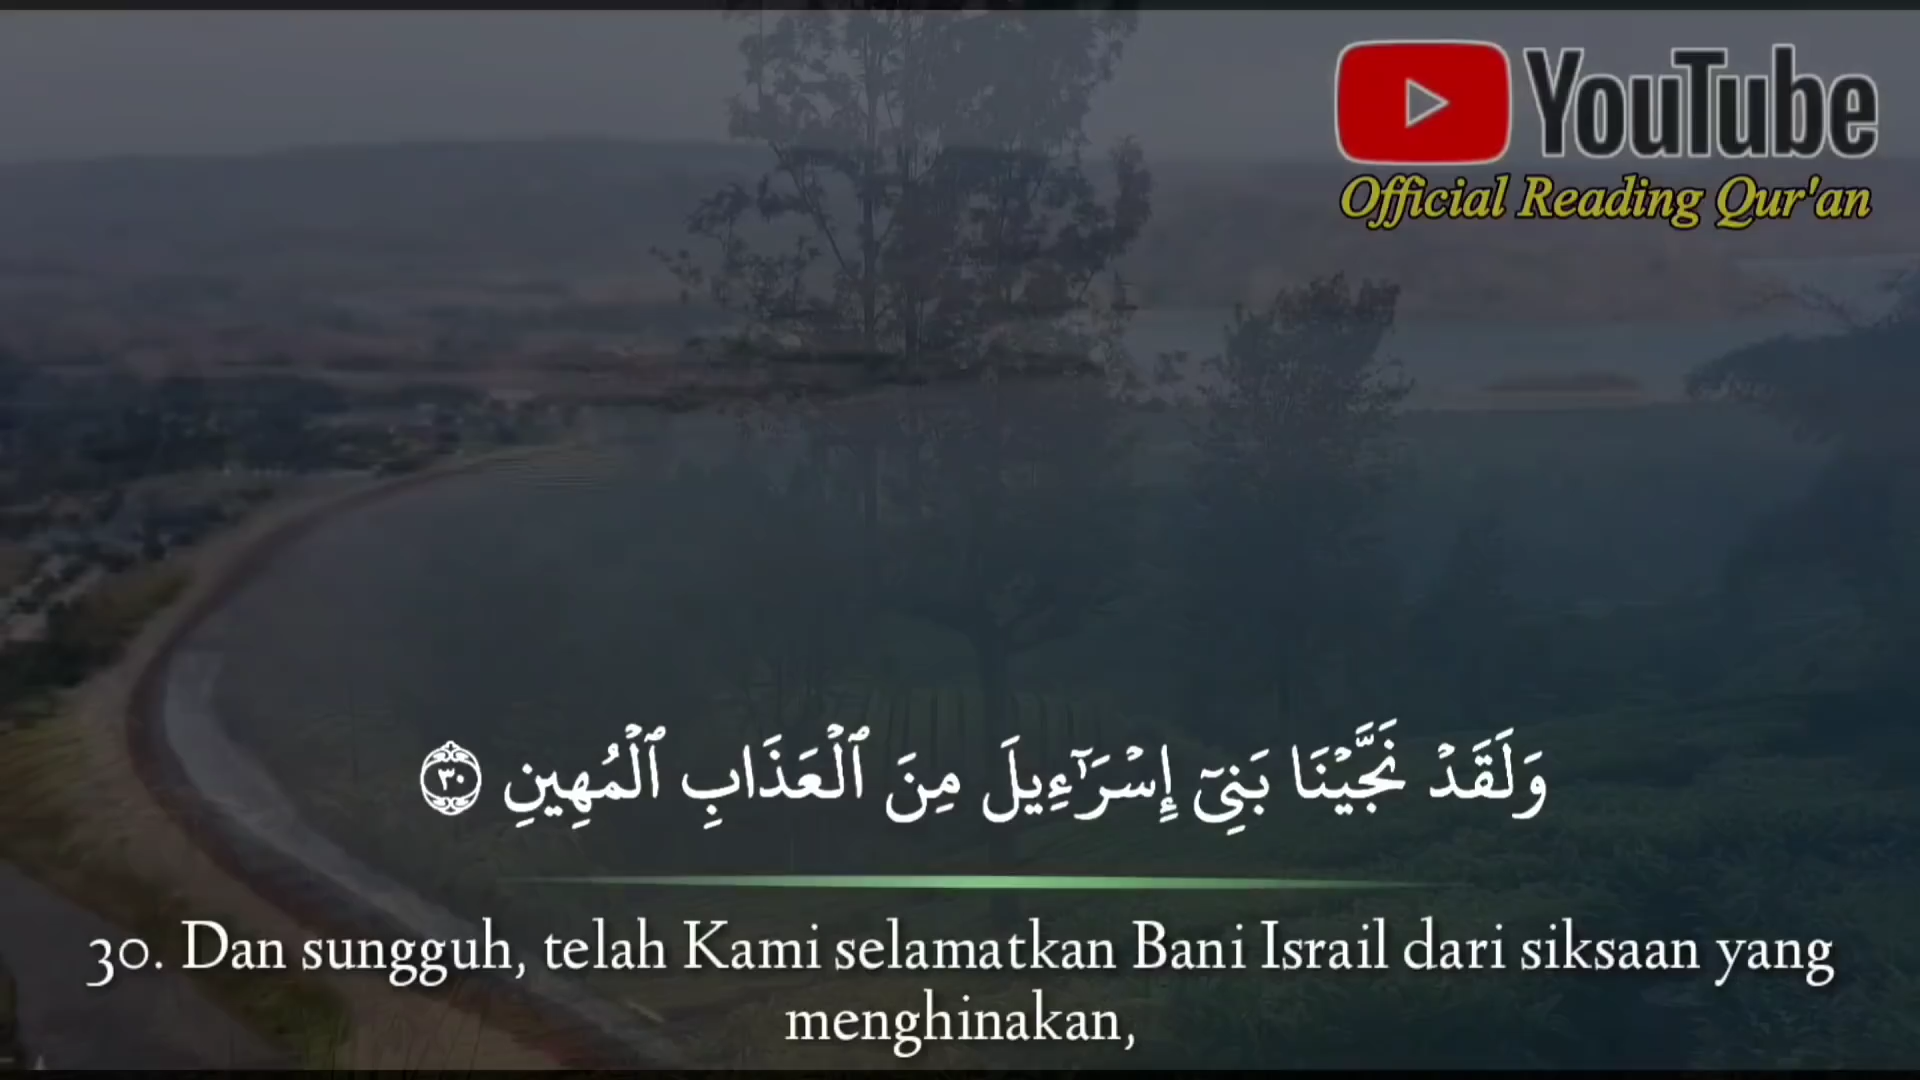 YouTube
Official Reading Qur'an
وَلَقَدۡ نَجَّيۡنَا بَنِيٓ إِسۡرَٰٓءِيلَ مِنَ ٱلۡعَذَابِ ٱلۡمُهِينِ ٣٠
30. Dan sungguh, telah Kami selamatkan Bani Israil dari siksaan yang
menghinakan,